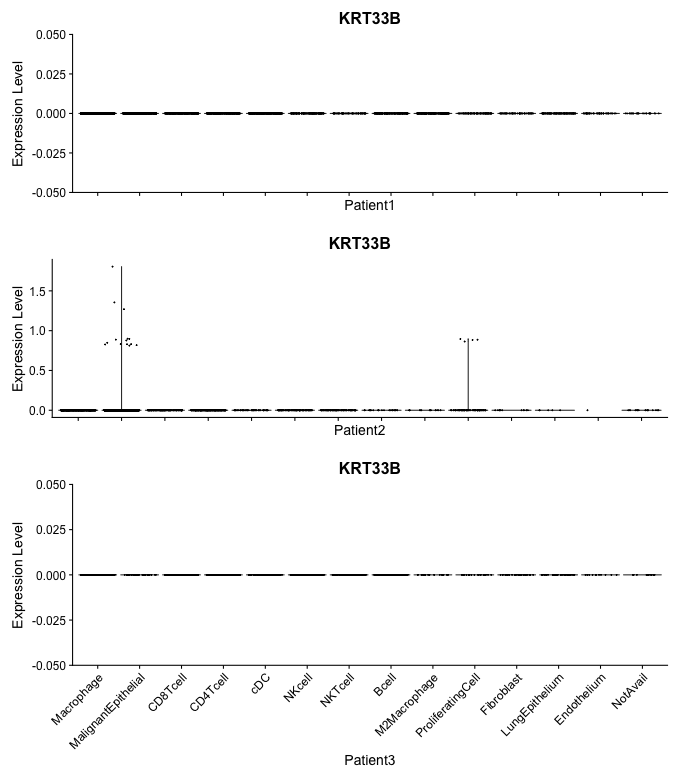 KRT33B
Expression Level
0.050
0.025
0.000
-0.025
-0.050
Patient1
KRT33B
Expression Level
1.5
1.0
0.5
0.0
Patient2
KRT33B
Expression Level
0.050
0.025
0.000
-0.025
-0.050
Macrophage
MalignantEpithelial
CD8Tcell
CD4Tcell
cDC
NKcell
NKTcell
Bcell
M2Macrophage
ProliferatingCell
Fibroblast
LungEpithelium
Endothelium
NotAvail
Patient3